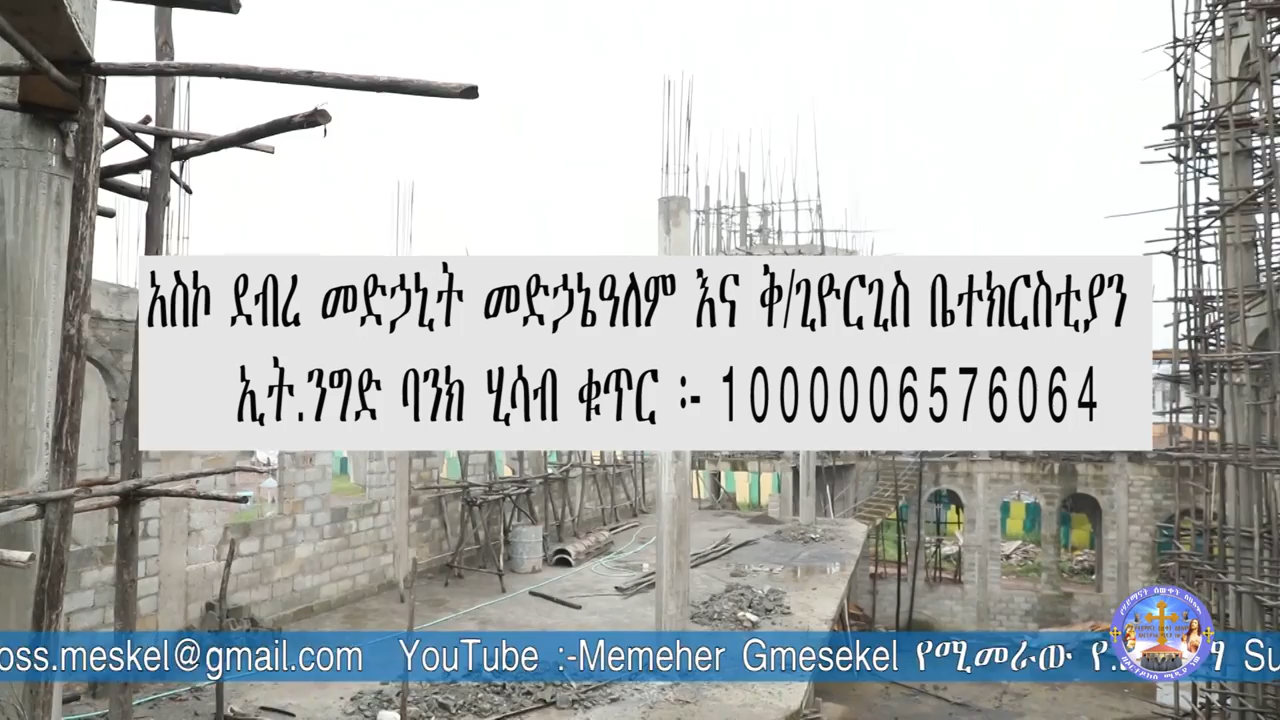 አስኮ ደብረ መድኃኒት መድኃኔዓለም እና ቅ/ጊዮርጊስ ቤተክርስቲያን
ኢት.ንግድ ባንክ ሂሳብ ቁጥር ፡- 1000006576064
oss.meskel@gmail.com YouTube :-Memeher Gmesekel የሚመራው